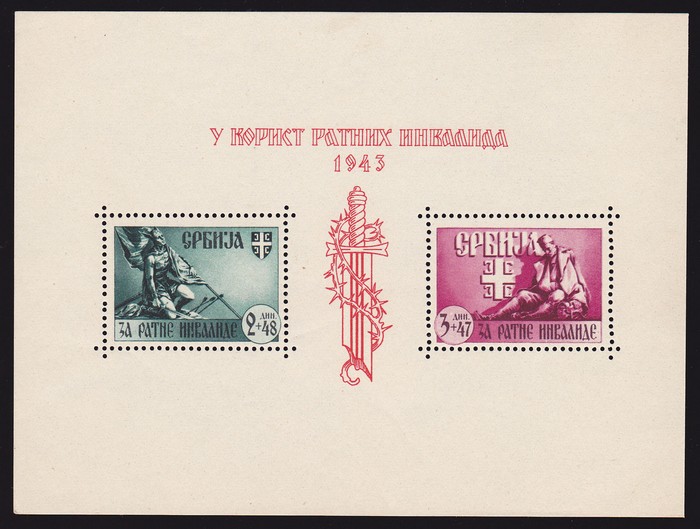 У КОРИСТ РАТНИХ ИНВАЛИДА
1943
СРБИЈА
ДИН.
2+48
ЗА РАТНЕ ИНВАЛИДЕ
СРБИЈА
ДИН.
3+47
ЗА РАТНЕ ИНВАЛИДЕ